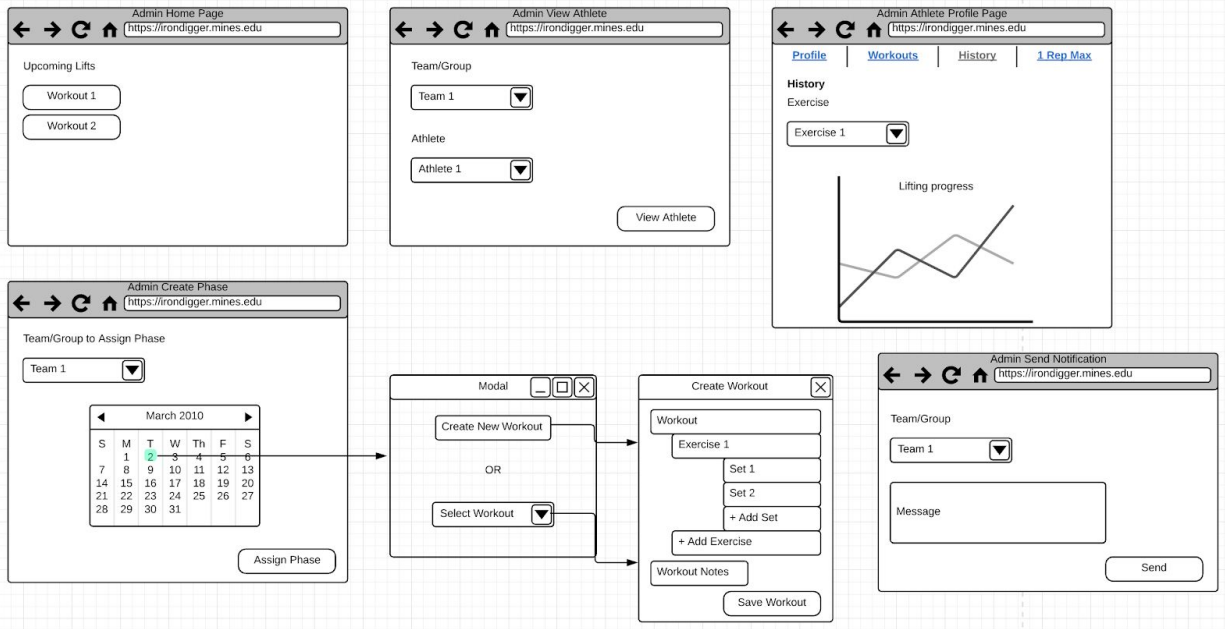 Admin Home Page
https://irondigger.mines.edu
Upcoming Lifts
Workout 1
Workout 2
Admin View Athlete
https://irondigger.mines.edu
Team/Group
Team 1
Athlete
Athlete 1
View Athlete
Admin Athlete Profile Page
https://irondigger.mines.edu
Profile Workouts History 1 Rep Max
History
Exercise
Exercise 1
Lifting progress
Admin Create Phase
https://irondigger.mines.edu
Team/Group to Assign Phase
Team 1
March 2010
S M T W Th F S
1 2 3 4 5 6
7 8 9 10 11 12 13
14 15 16 17 18 19 20
21 22 23 24 25 26 27
28 29 30 31
Assign Phase
Modal
Create New Workout
OR
Select Workout
Create Workout
Workout
Exercise 1
Set 1
Set 2
+ Add Set
+ Add Exercise
Workout Notes
Save Workout
Admin Send Notification
https://irondigger.mines.edu
Team/Group
Team 1
Message
Send